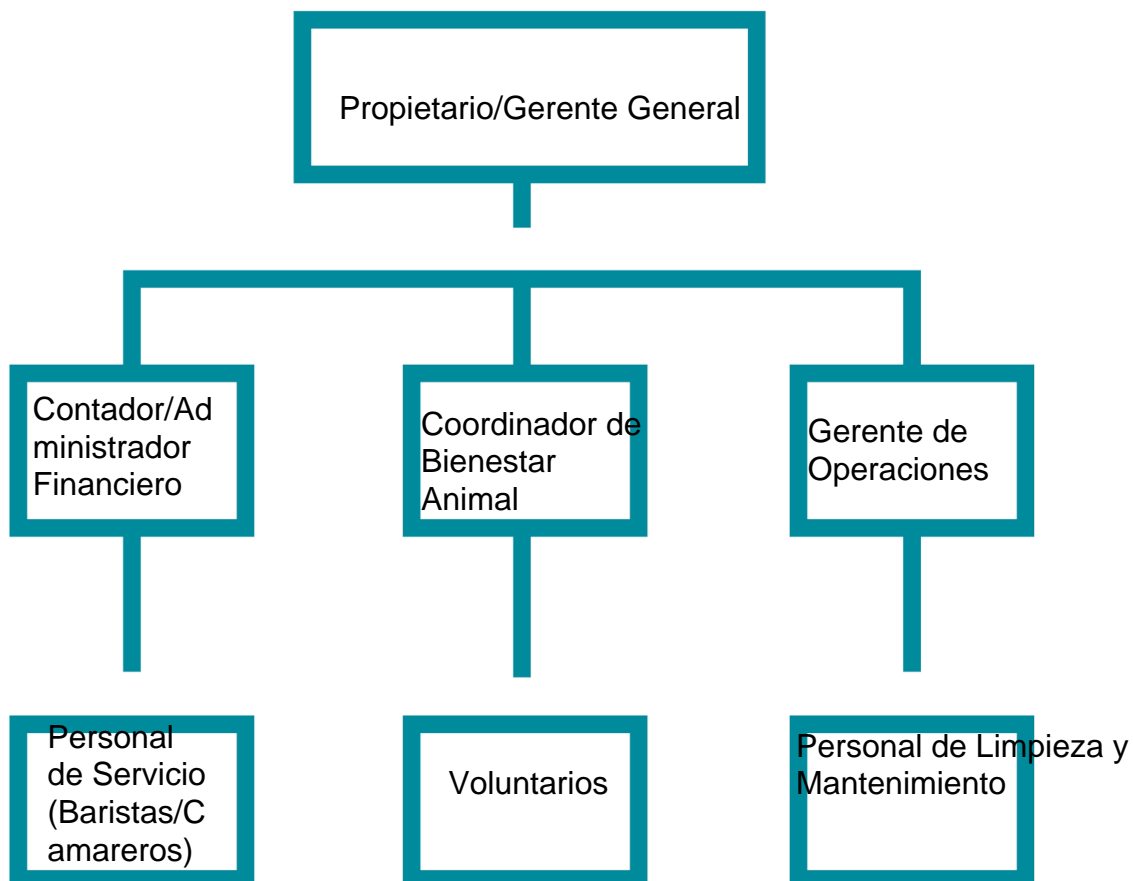 Propietario/Gerente General
Contador/Ad
ministrador
Financiero
Coordinador de
Bienestar
Animal
Gerente de
Operaciones
Personal
de Servicio
(Baristas/C
amareros)
Voluntarios
Personal de Limpieza y
Mantenimiento